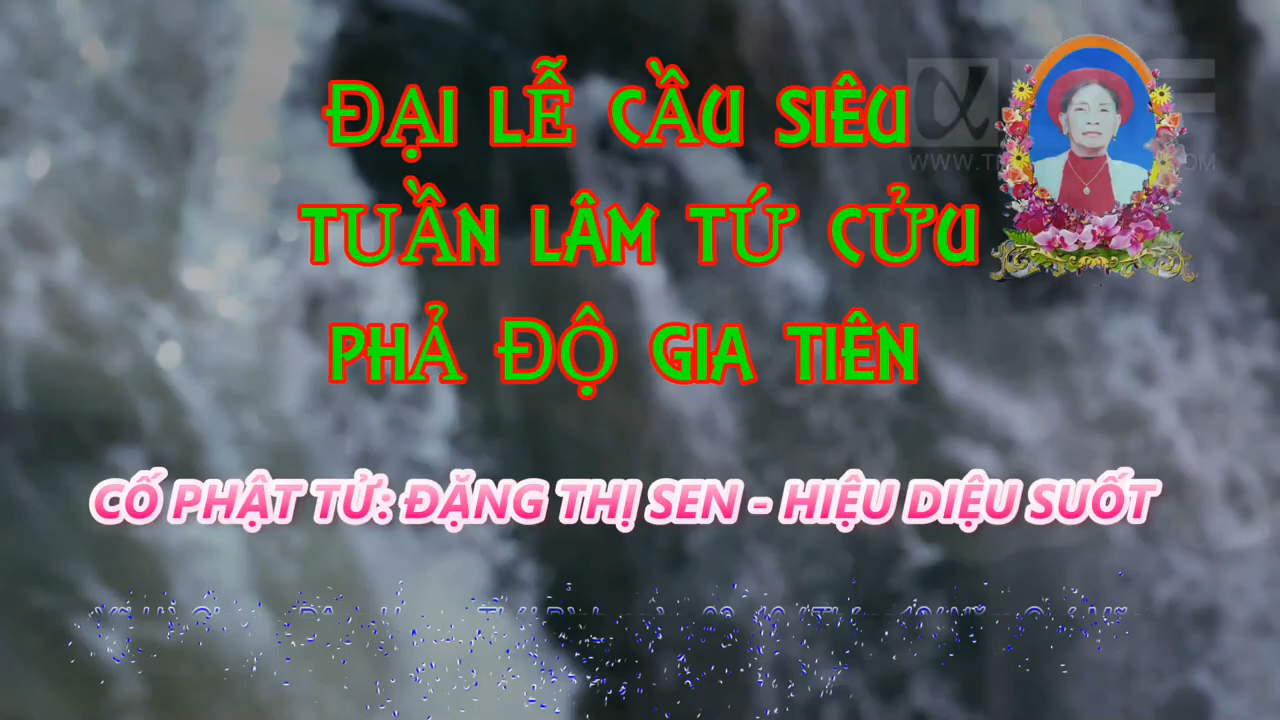 ĐẠI LỄ CẦU SIÊU
TUẦN LÂM TỨ CỬU
PHẢ ĐỘ GIA TIÊN
CỐ PHẬT TỬ: ĐẶNG THỊ SEN - HIỆU DIỆU SUỐT